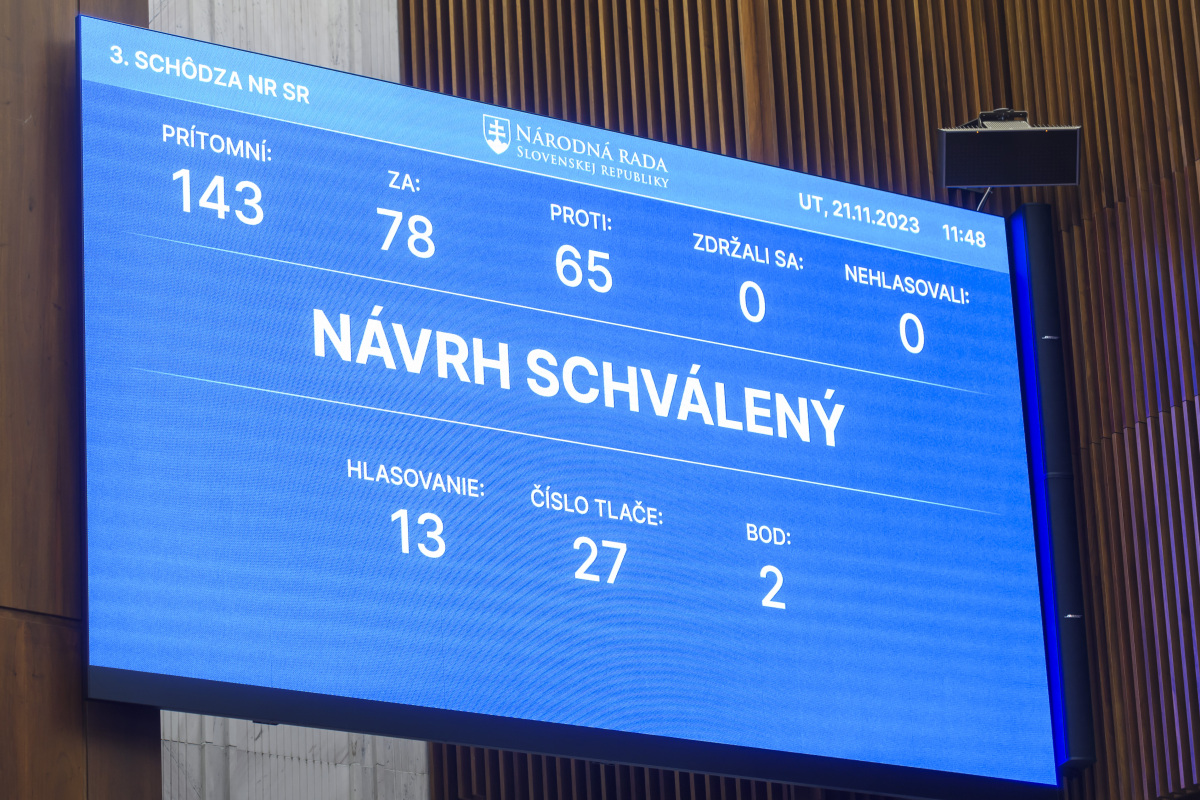 3. SCHÔDZA NR SR
NÁRODNÁ RADA
SLOVENSKEJ REPUBLIKY
UT, 21.11.2023 11:48
PRÍTOMNÍ: ZA: PROTI: ZDRŽALI SA: NEHLASOVALI:
143 78 65 0 0
NÁVRH SCHVÁLENÝ
HLASOVANIE: ČÍSLO TLAČE: BOD:
13 27 2